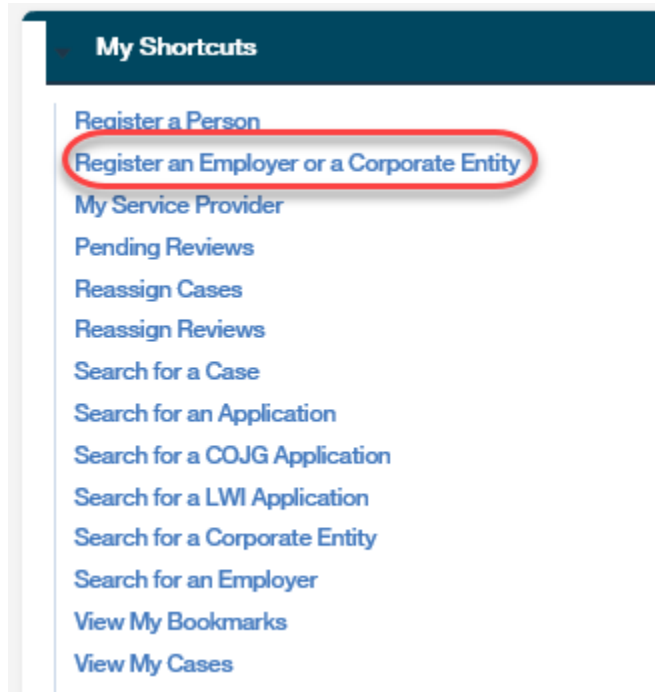 My Shortcuts
Register a Person
Register an Employer or a Corporate Entity
My Service Provider
Pending Reviews
Reassign Cases
Reassign Reviews
Search for a Case
Search for an Application
Search for a COJG Application
Search for a LWI Application
Search for a Corporate Entity
Search for an Employer
View My Bookmarks
View My Cases